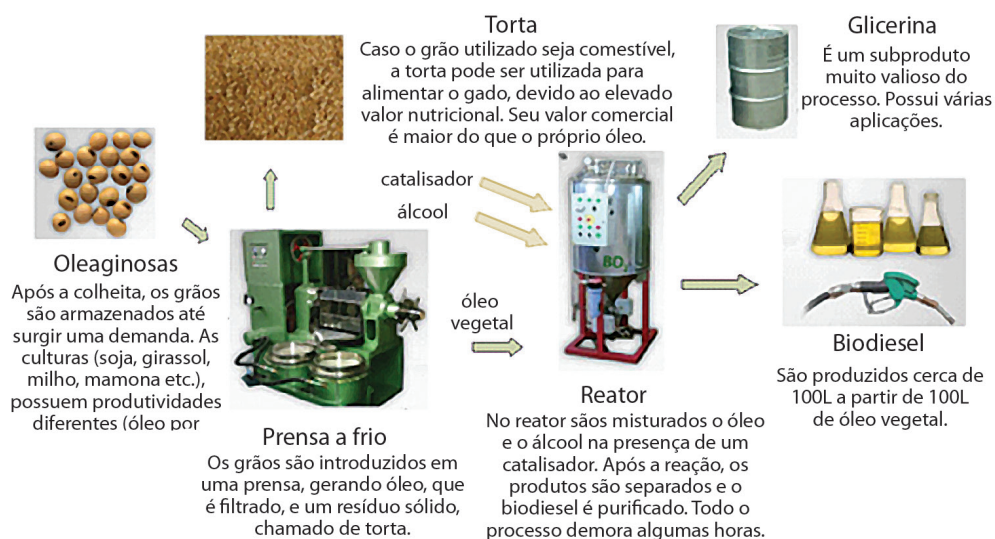 Torta
Caso o grão utilizado seja comestível,
a torta pode ser utilizada para
alimentar o gado, devido ao elevado
valor nutricional. Seu valor comercial
é maior do que o próprio óleo.
Glicerina
É um subproduto
muito valioso do
processo. Possui várias
aplicações.
catalisador
álcool
BD
Oleaginosas
Após a colheita, os grãos
são armazenados até
surgir uma demanda. As
culturas (soja, girassol,
milho, mamona etc.),
possuem produtividades
diferentes (óleo por
óleo
vegetal
Prensa a frio
Os grãos são introduzidos em
uma prensa, gerando óleo, que
é filtrado, e um resíduo sólido,
chamado de torta.
Reator
No reator sãos misturados o óleo
e o álcool na presença de um
catalisador. Após a reação, os
produtos são separados e o
biodiesel é purificado. Todo o
processo demora algumas horas.
Biodiesel
São produzidos cerca de
100L a partir de 100L
de óleo vegetal.